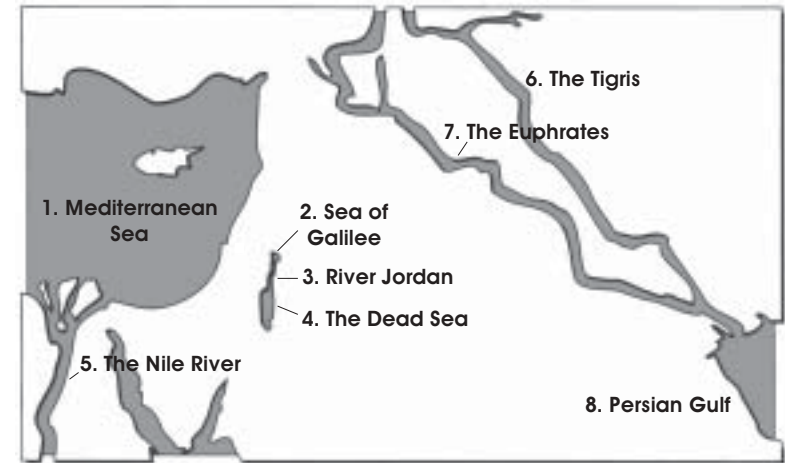 6. The Tigris
7. The Euphrates
1. Mediterranean
Sea
2. Sea of
Galilee
3. River Jordan
4. The Dead Sea
5. The Nile River
8. Persian Gulf